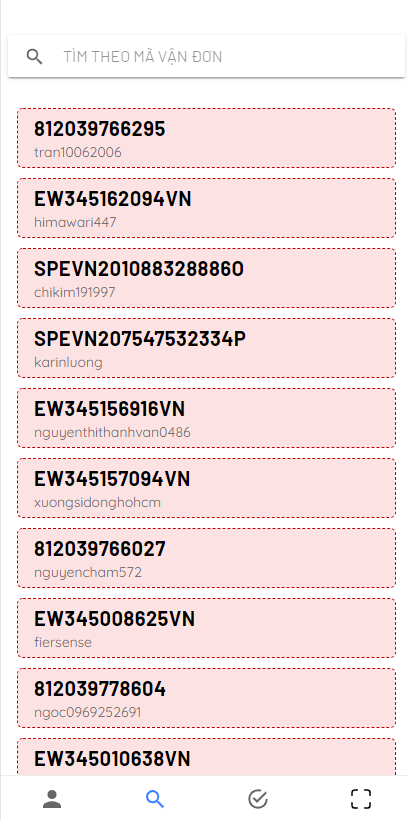 TÌM THEO MÃ VẬN ĐƠN
812039766295
tran10062006
EW345162094VN
himawari447
SPEVN201088328886O
chikim191997
SPEVN207547532334P
karinluong
EW345156916VN
nguyenthithanhvan0486
EW345157094VN
xuongsidonghohcm
812039766027
nguyencham572
EW345008625VN
fiersense
812039778604
ngoc0969252691
EW345010638VN